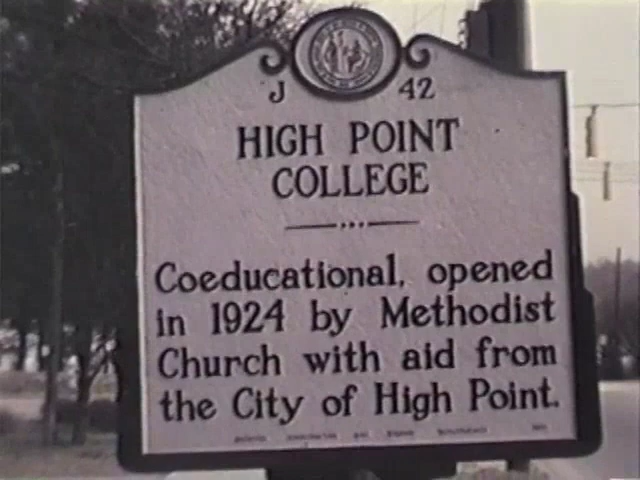 J 42
HIGH POINT
COLLEGE
Coeducational, opened
in 1924 by Methodist
Church with aid from
the City of High Point.